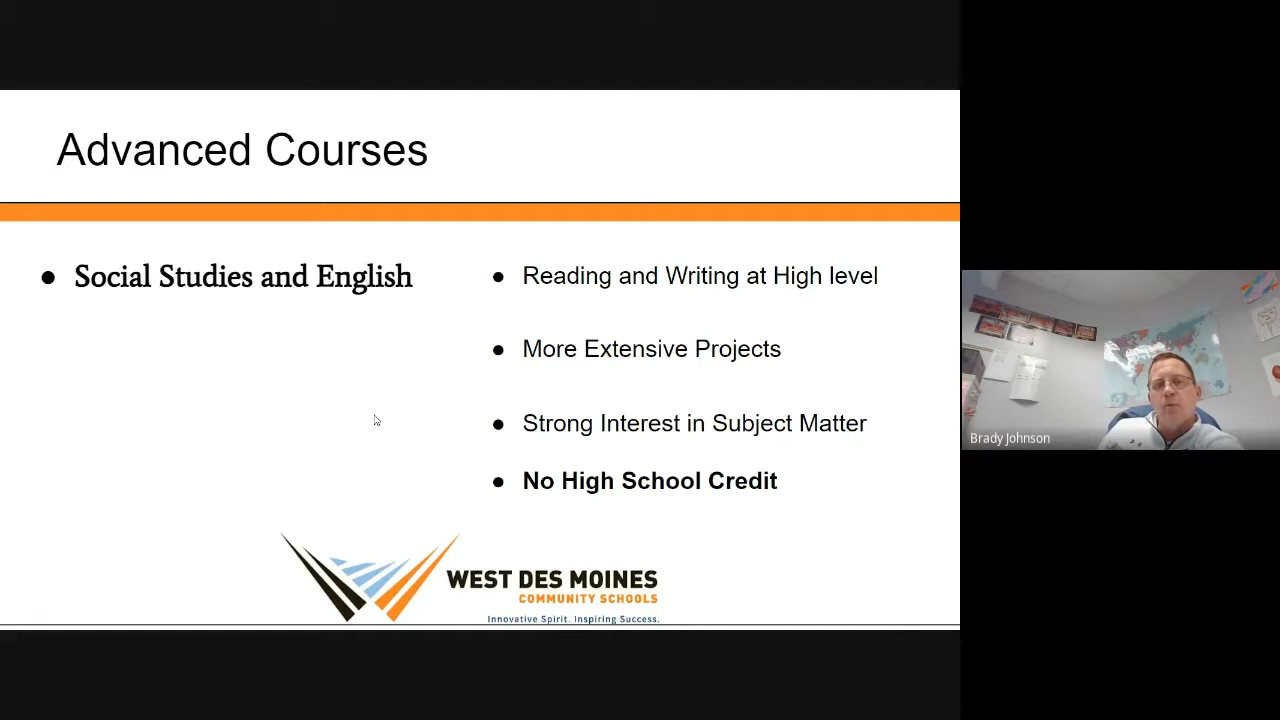 Advanced Courses
● Social Studies and English
● Reading and Writing at High level
● More Extensive Projects
● Strong Interest in Subject Matter
● No High School Credit
WEST DES MOINES
COMMUNITY SCHOOLS
Innovative Spirit. Inspiring Success.
Brady Johnson